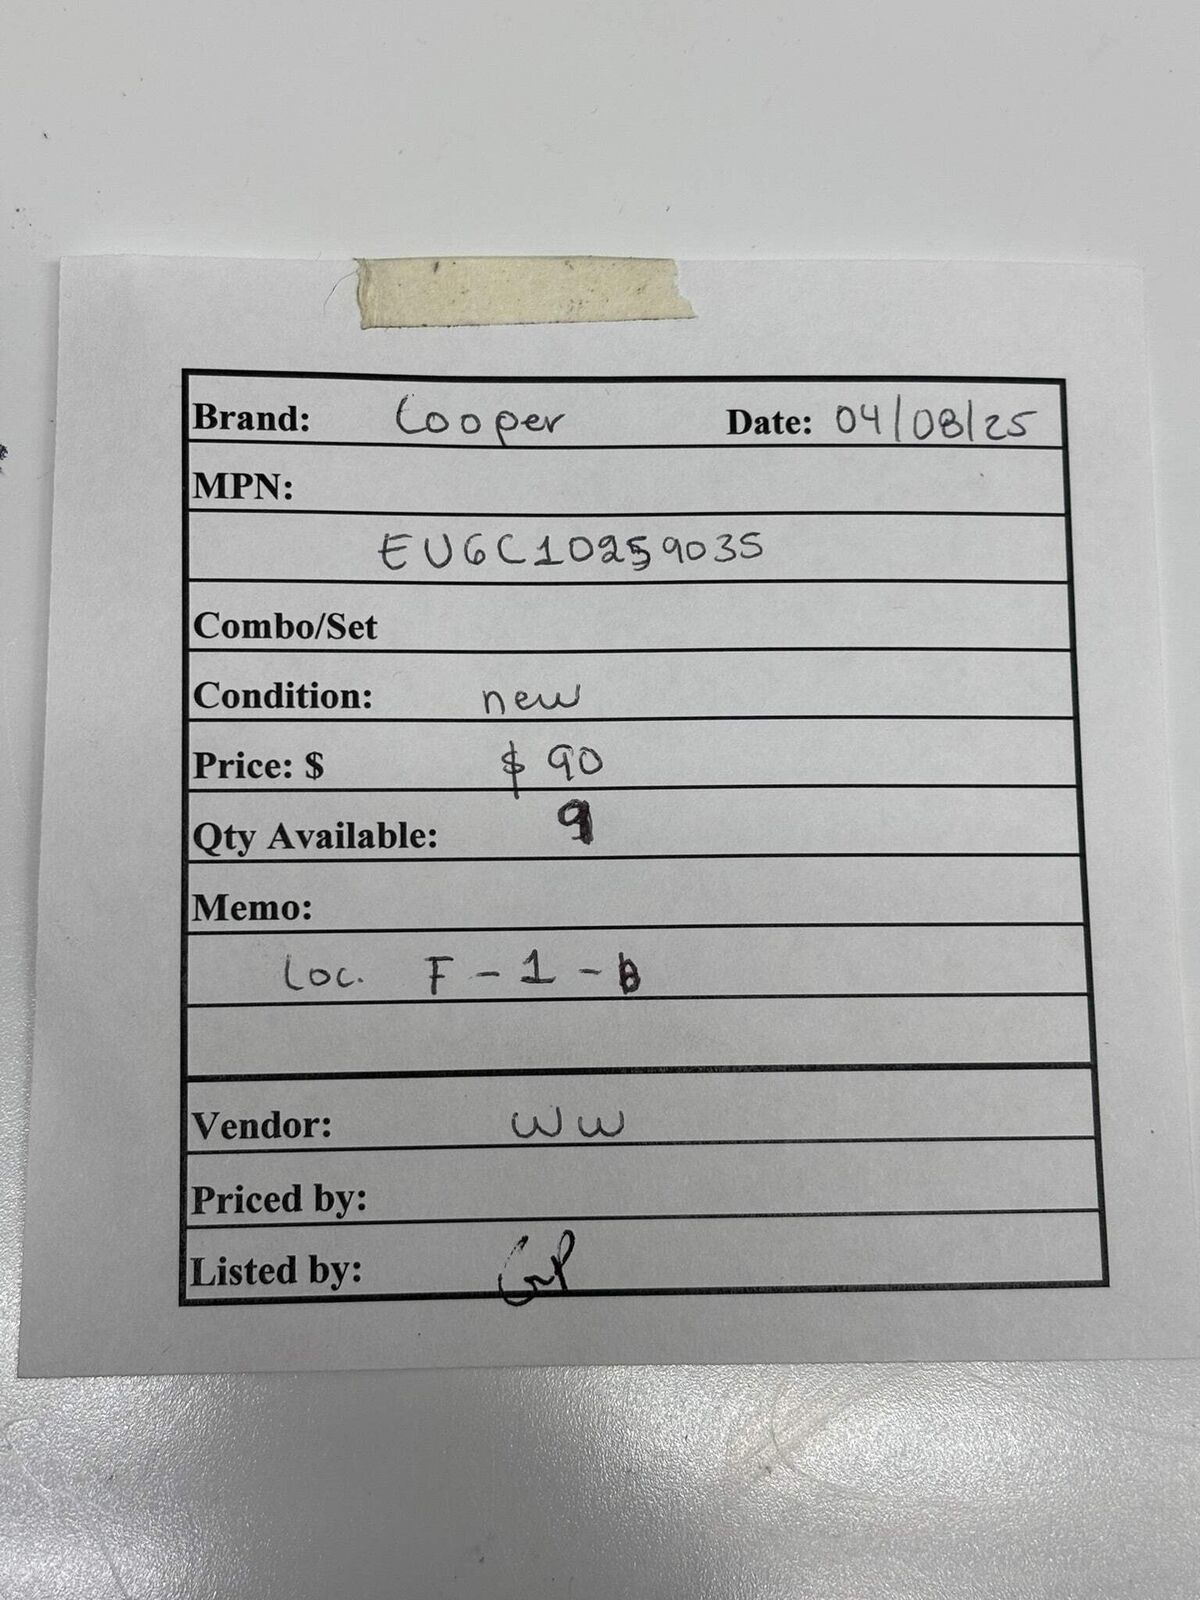 Brand: Cooper Date: 04/08/25
MPN:
EU6C10259035
Combo/Set
Condition: new
Price: $ $ 90
Qty Available: 9
Memo:
Loc. F - 1 - B
Vendor: WW
Priced by:
Listed by: GP